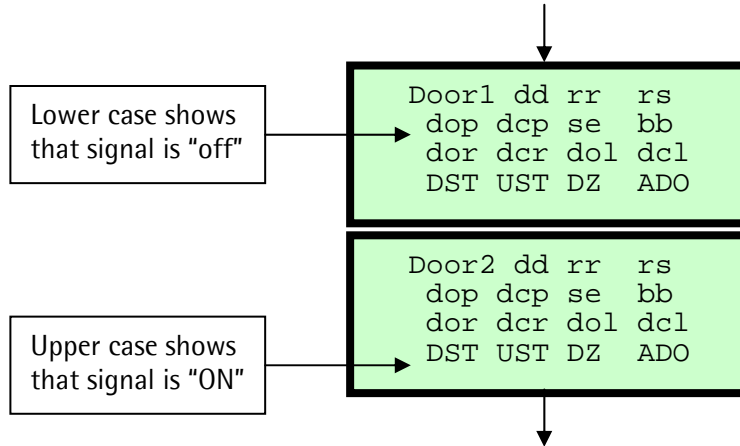 Lower case shows
that signal is “off”
Door1 dd rr rs
dop dcp se bb
dor dcr dol dcl
DST UST DZ ADO
Upper case shows
that signal is “ON”
Door2 dd rr rs
dop dcp se bb
dor dcr dol dcl
DST UST DZ ADO